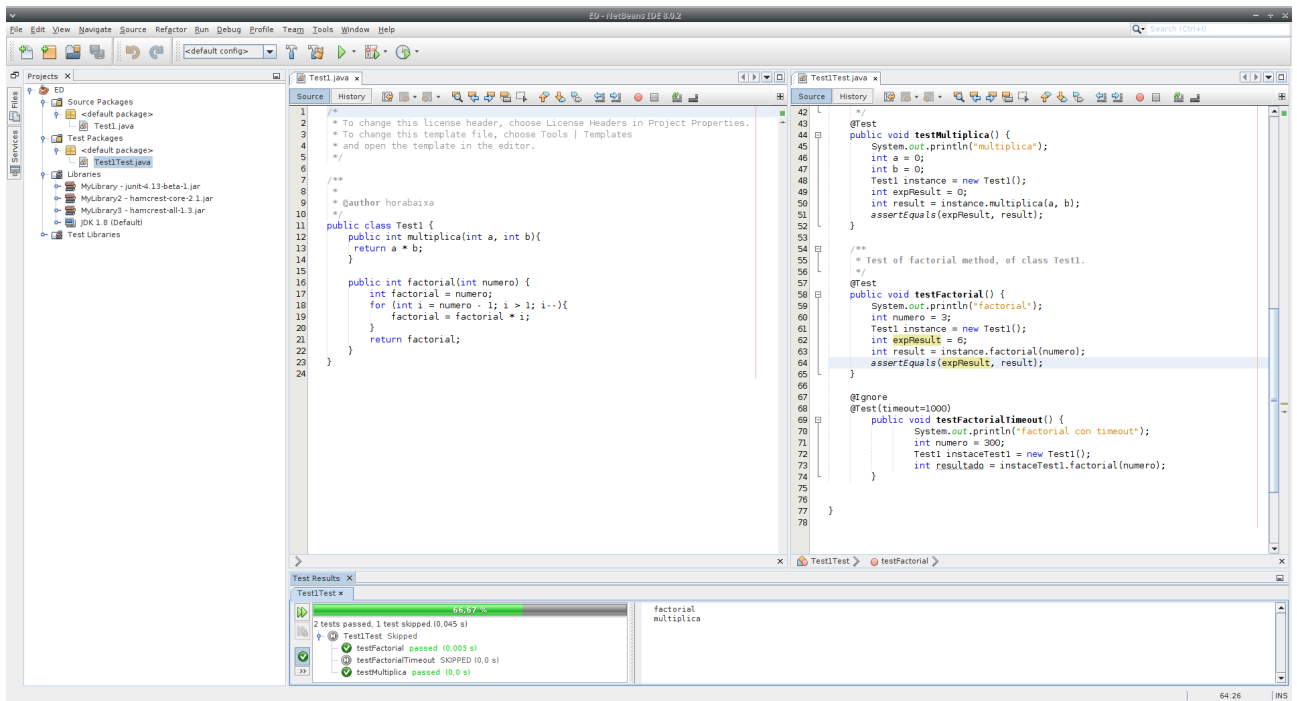 ED - NetBeans IDE 8.0.2
File Edit View Navigate Source Refactor Run Debug Profile Team Tools Window Help
Search (Ctrl+I)
<default config>
Projects
Files
Services
ED
Source Packages
<default package>
Test1.java
Test Packages
<default package>
Test1Test.java
Libraries
MyLibrary - junit-4.13-beta-1.jar
MyLibrary2 - hamcrest-core-2.1.jar
MyLibrary3 - hamcrest-all-1.3.jar
JDK 1.8 (Default)
Test Libraries
Test1.java
Source History
1 /*
2 * To change this license header, choose License Headers in Project Properties.
3 * To change this template file, choose Tools | Templates
4 * and open the template in the editor.
5 */
6
7 /**
8 *
9 * @author horabaixa
10 */
11 public class Test1 {
12 public int multiplica(int a, int b){
13 return a * b;
14 }
15
16 public int factorial(int numero) {
17 int factorial = numero;
18 for (int i = numero - 1; i > 1; i--){
19 factorial = factorial * i;
20 }
21 return factorial;
22 }
23 }
24
Test1Test.java
Source History
42 */
43 @Test
44 public void testMultiplica() {
45 System.out.println("multiplica");
46 int a = 0;
47 int b = 0;
48 Test1 instance = new Test1();
49 int expResult = 0;
50 int result = instance.multiplica(a, b);
51 assertEquals(expResult, result);
52 }
53
54 /**
55 * Test of factorial method, of class Test1.
56 */
57 @Test
58 public void testFactorial() {
59 System.out.println("factorial");
60 int numero = 3;
61 Test1 instance = new Test1();
62 int expResult = 6;
63 int result = instance.factorial(numero);
64 assertEquals(expResult, result);
65 }
66
67 @Ignore
68 @Test(timeout=1000)
69 public void testFactorialTimeout() {
70 System.out.println("factorial con timeout");
71 int numero = 300;
72 Test1 instaceTest1 = new Test1();
73 int resultado = instaceTest1.factorial(numero);
74 }
75
76
77 }
78
Test1Test testFactorial
Test Results
Test1Test
66,67 %
2 tests passed, 1 test skipped.(0,045 s)
Test1Test Skipped
testFactorial passed (0,003 s)
testFactorialTimeout SKIPPED (0,0 s)
testMultiplica passed (0,0 s)
factorial
multiplica
64:26 INS